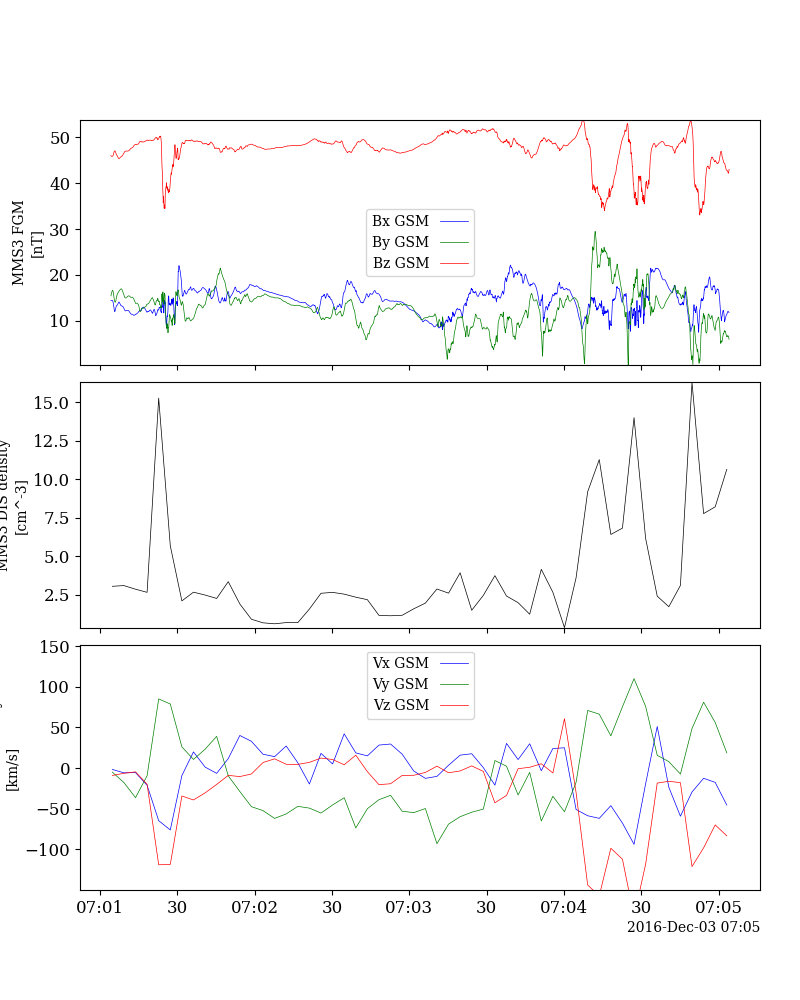 MMS3 FGM
[nT]
50
40
30
20
10
Bx GSM
By GSM
Bz GSM
MMS3 DIS density
[cm^-3]
15.0
12.5
10.0
7.5
5.0
2.5
[km/s]
150
100
50
0
−50
−100
Vx GSM
Vy GSM
Vz GSM
07:01 30 07:02 30 07:03 30 07:04 30 07:05
2016-Dec-03 07:05